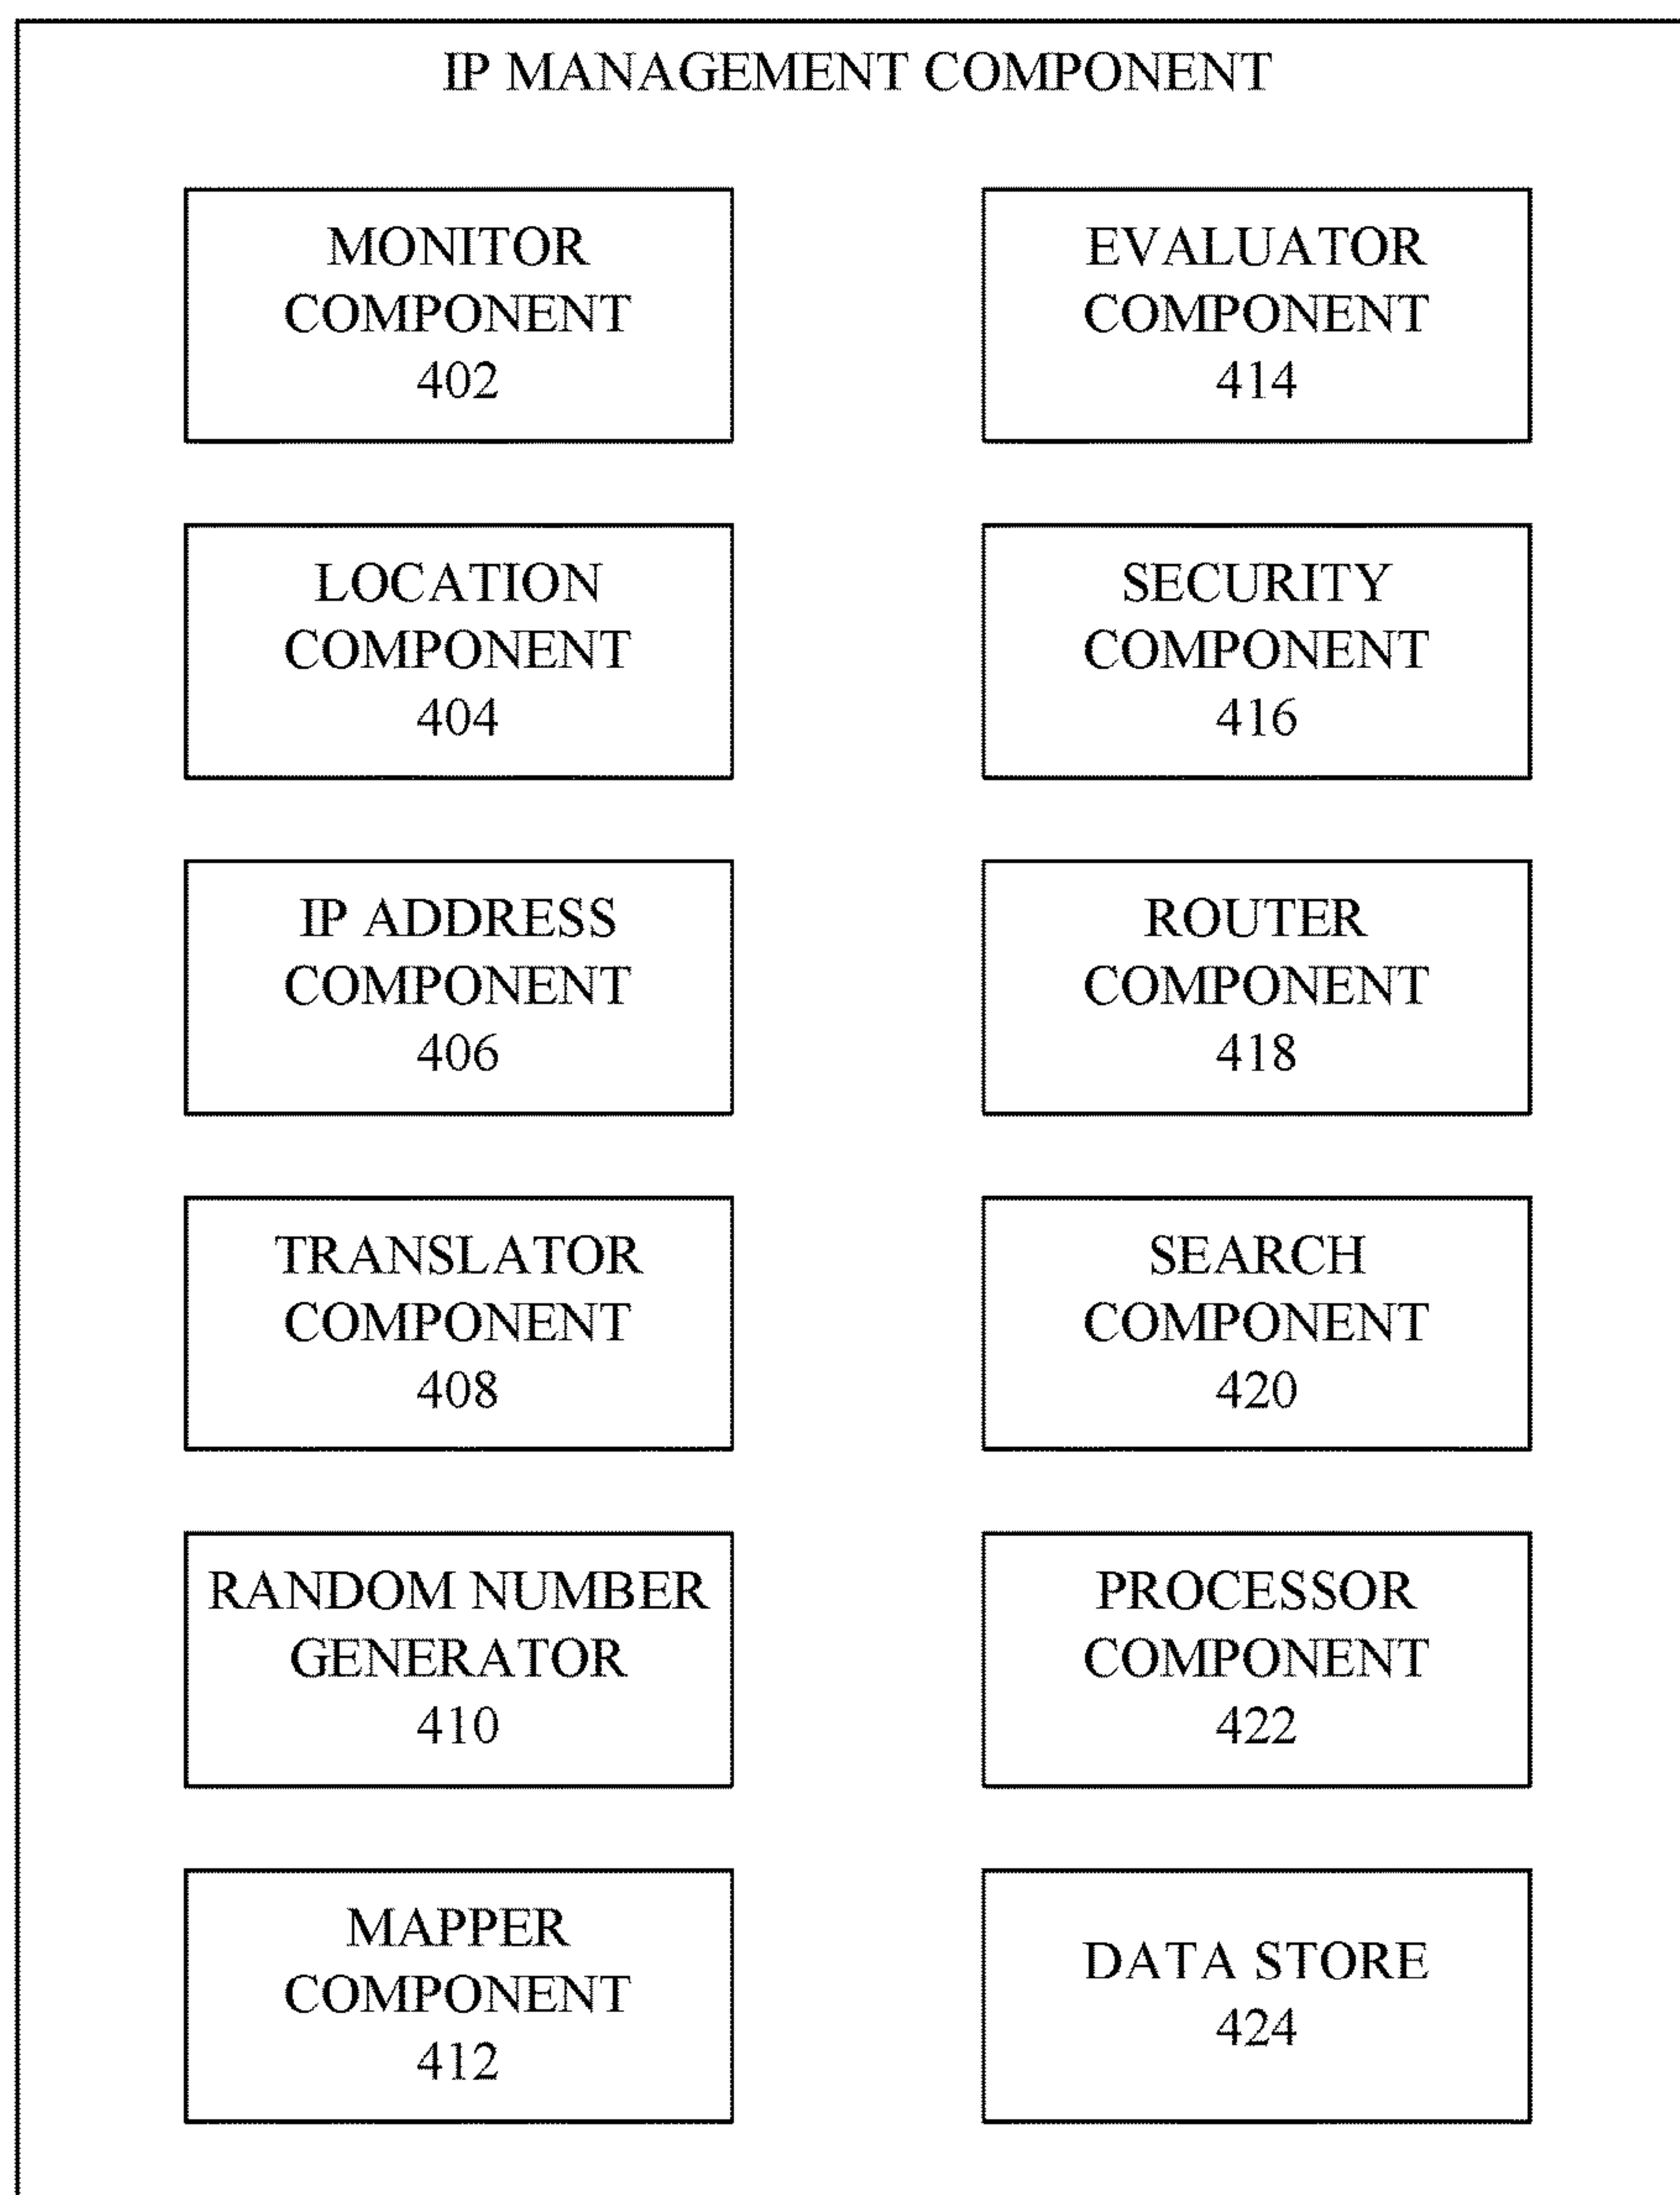 IP MANAGEMENT COMPONENT
MONITOR
COMPONENT
402
LOCATION
COMPONENT
404
IP ADDRESS
COMPONENT
406
TRANSLATOR
COMPONENT
408
RANDOM NUMBER
GENERATOR
410
MAPPER
COMPONENT
412
EVALUATOR
COMPONENT
414
SECURITY
COMPONENT
416
ROUTER
COMPONENT
418
SEARCH
COMPONENT
420
PROCESSOR
COMPONENT
422
DATA STORE
424